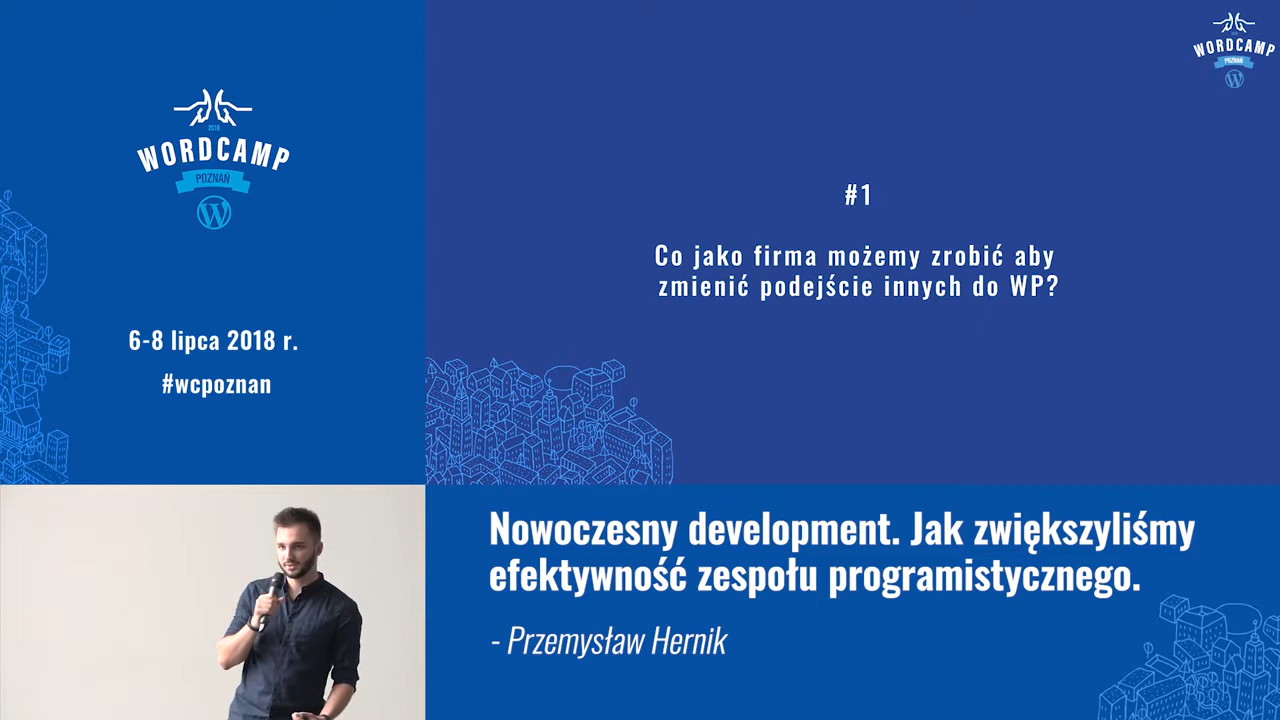 2018
WORDCAMP
POZNAŃ
W
6-8 lipca 2018 r.
#wcpoznan
WORDCAMP
POZNAŃ
W
#1
Co jako firma możemy zrobić aby
zmienić podejście innych do WP?
Nowoczesny development. Jak zwiększyliśmy
efektywność zespołu programistycznego.
- Przemysław Hernik